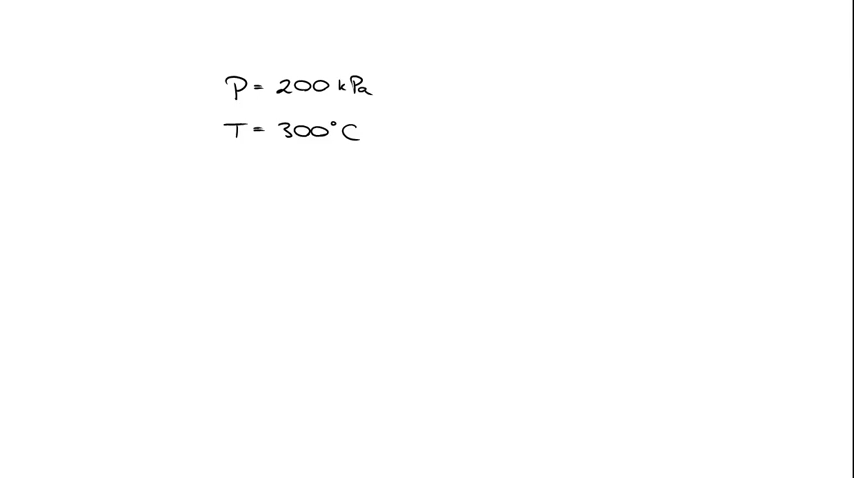 P = 200 kPa
T = 300°C